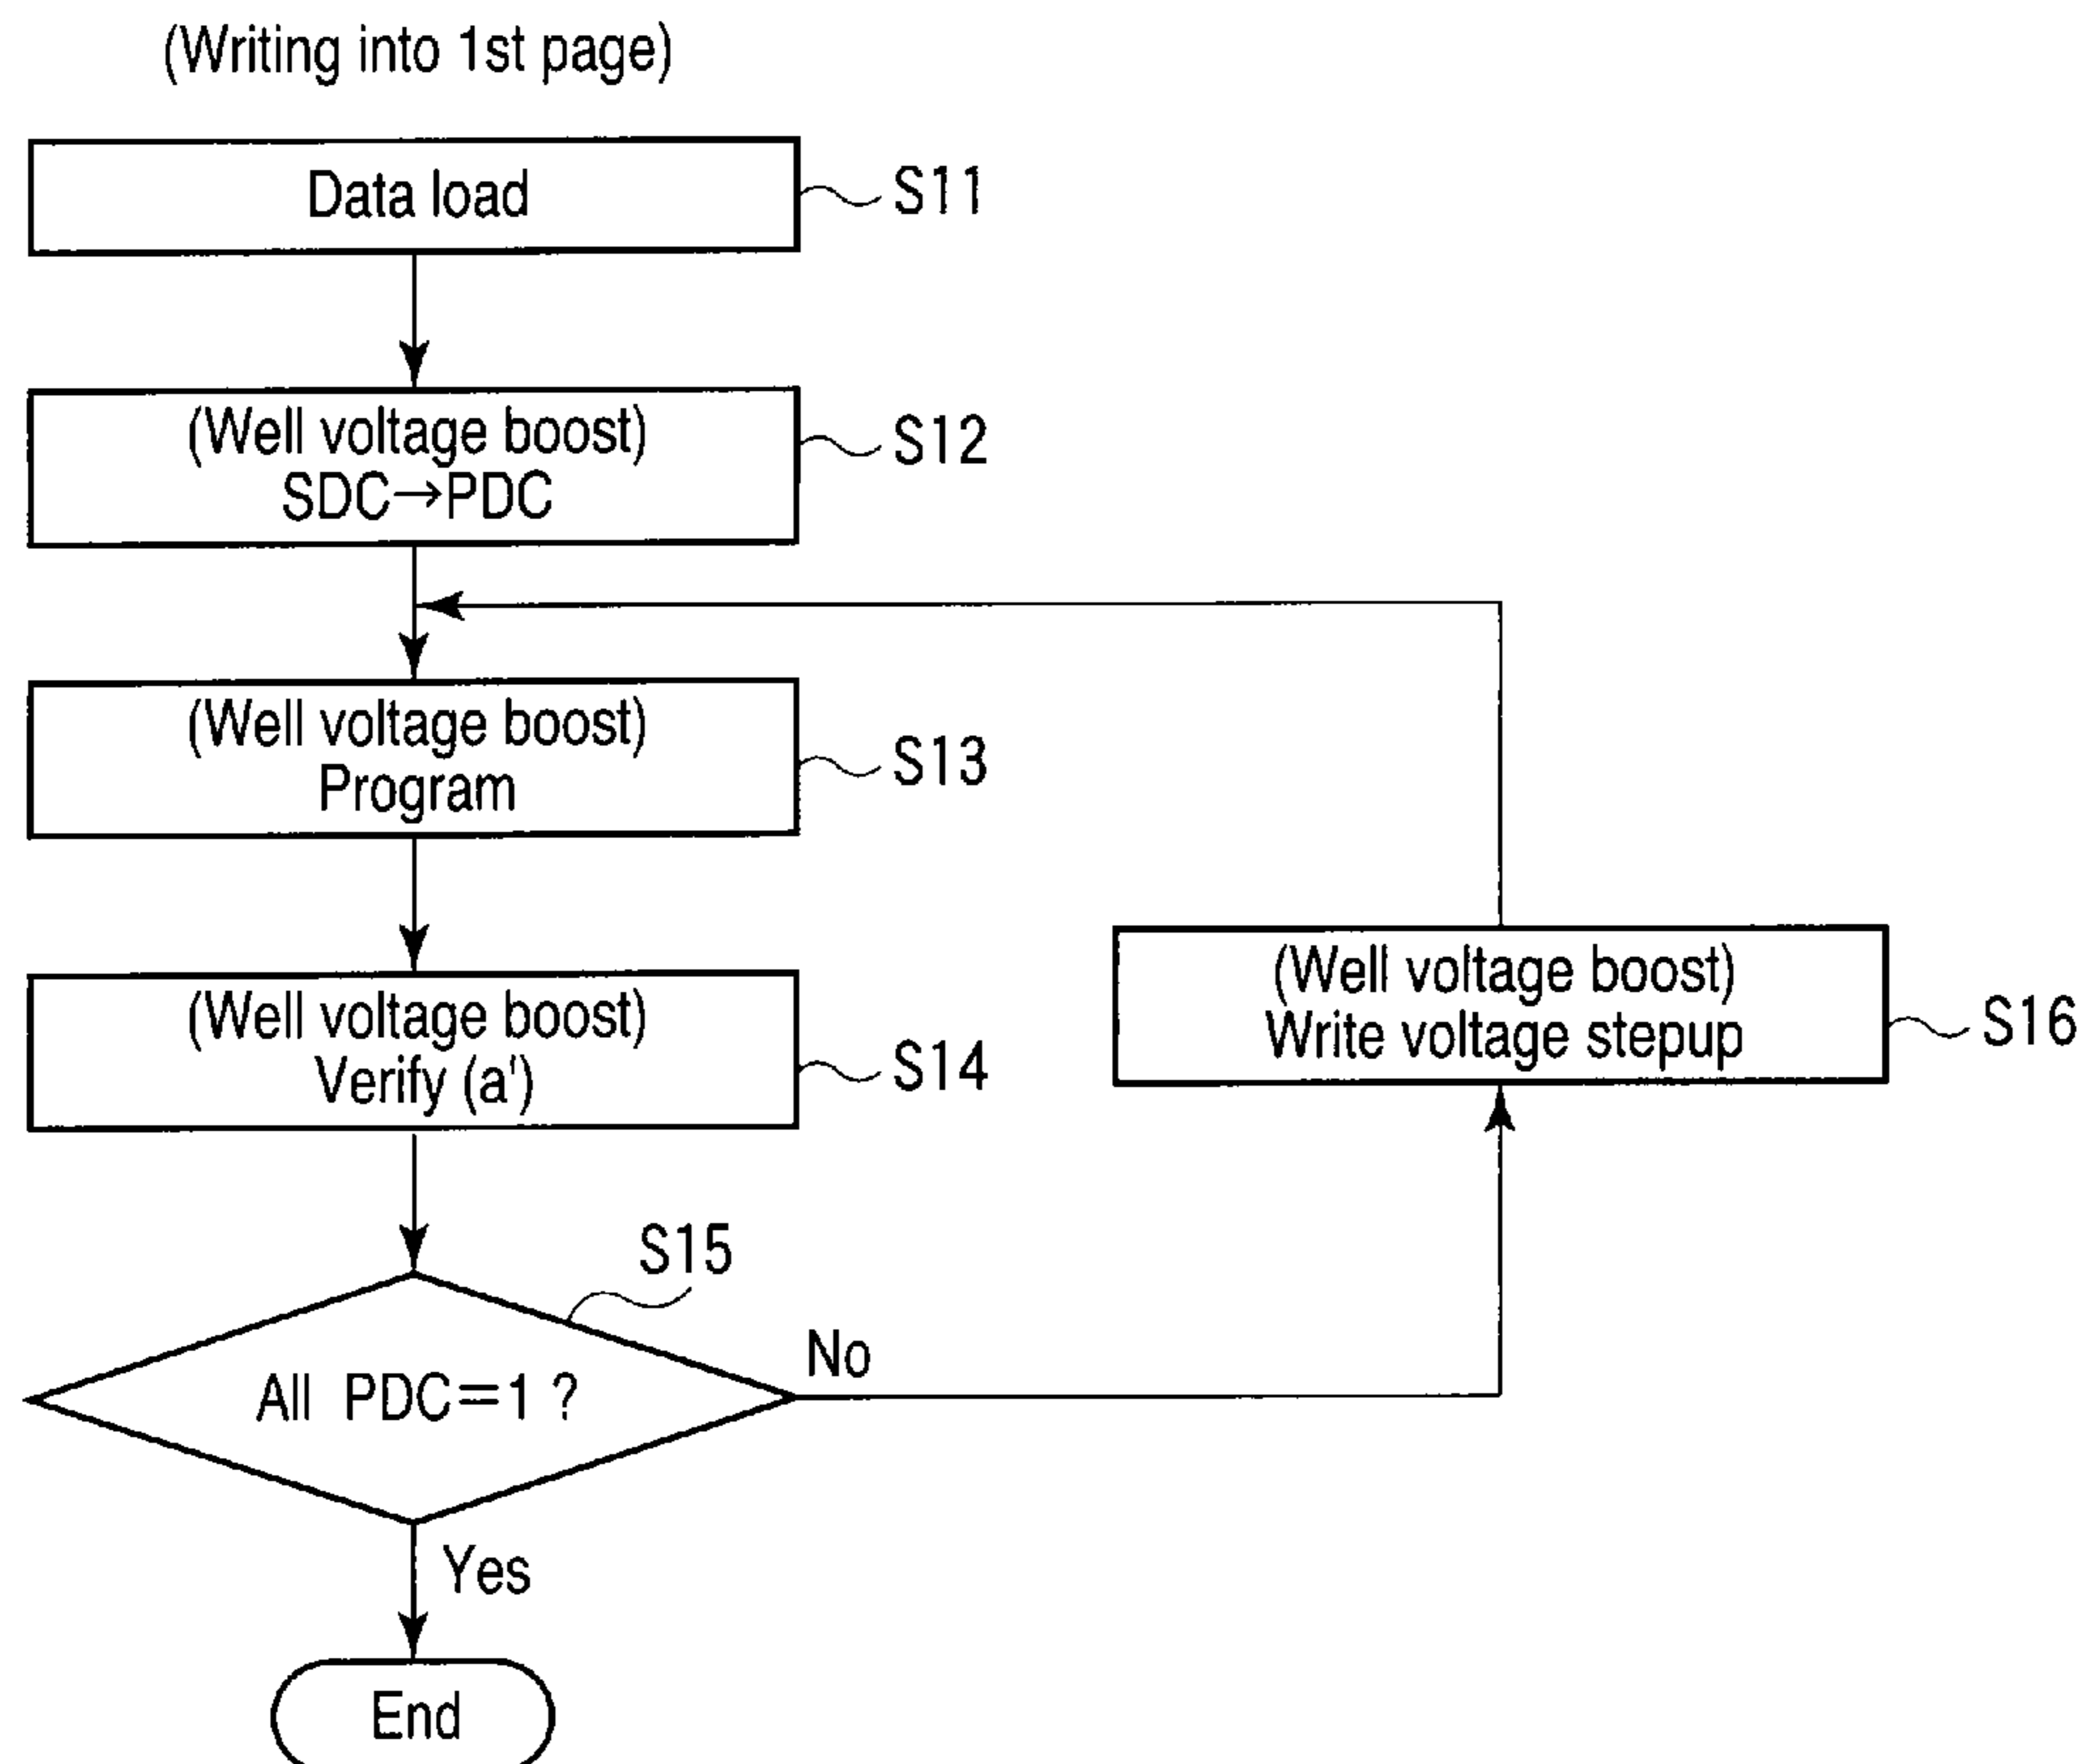 (Writing into 1st page)
Data load
S11
(Well voltage boost)
SDC→PDC
S12
(Well voltage boost)
Program
S13
(Well voltage boost)
Verify (a')
S14
(Well voltage boost)
Write voltage stepup
S16
S15
All PDC=1 ?
No
Yes
End